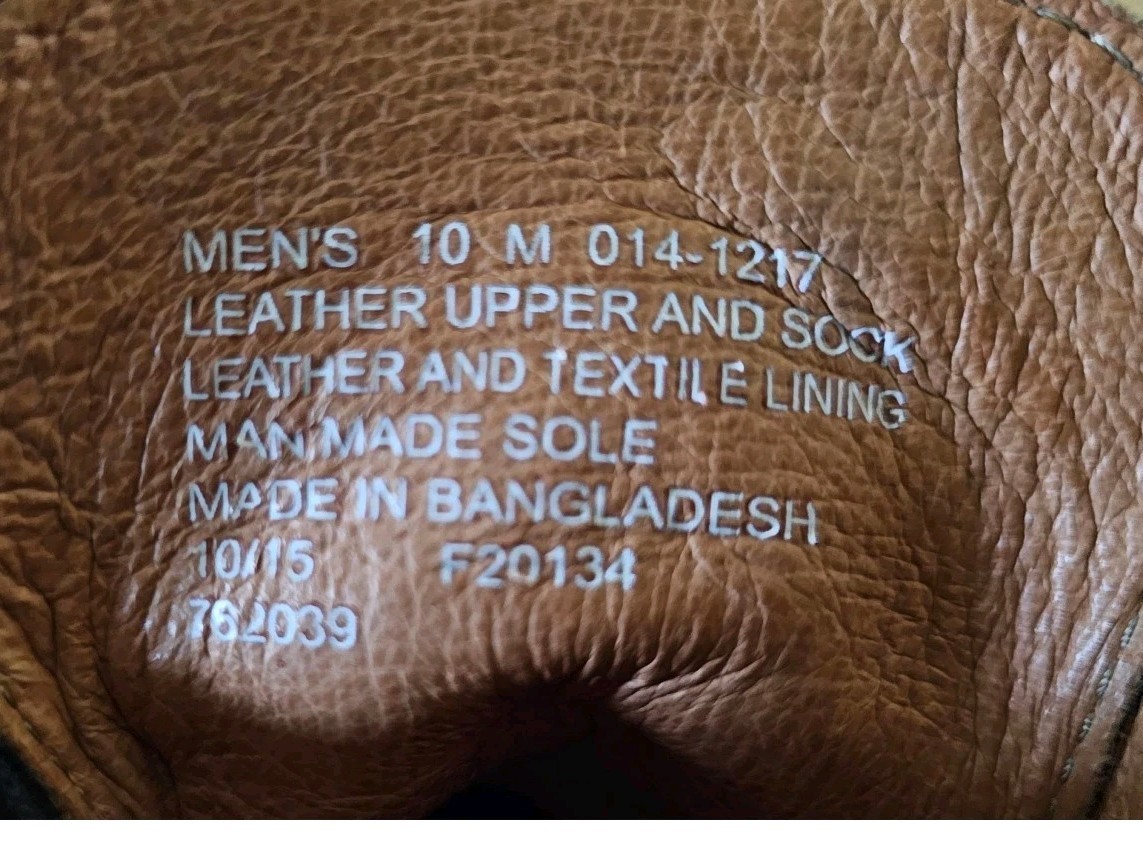 MEN'S 10 M 014-1217
LEATHER UPPER AND SOCK
LEATHER AND TEXTILE LINING
MAN MADE SOLE
MADE IN BANGLADESH
10/15 F20134
762039